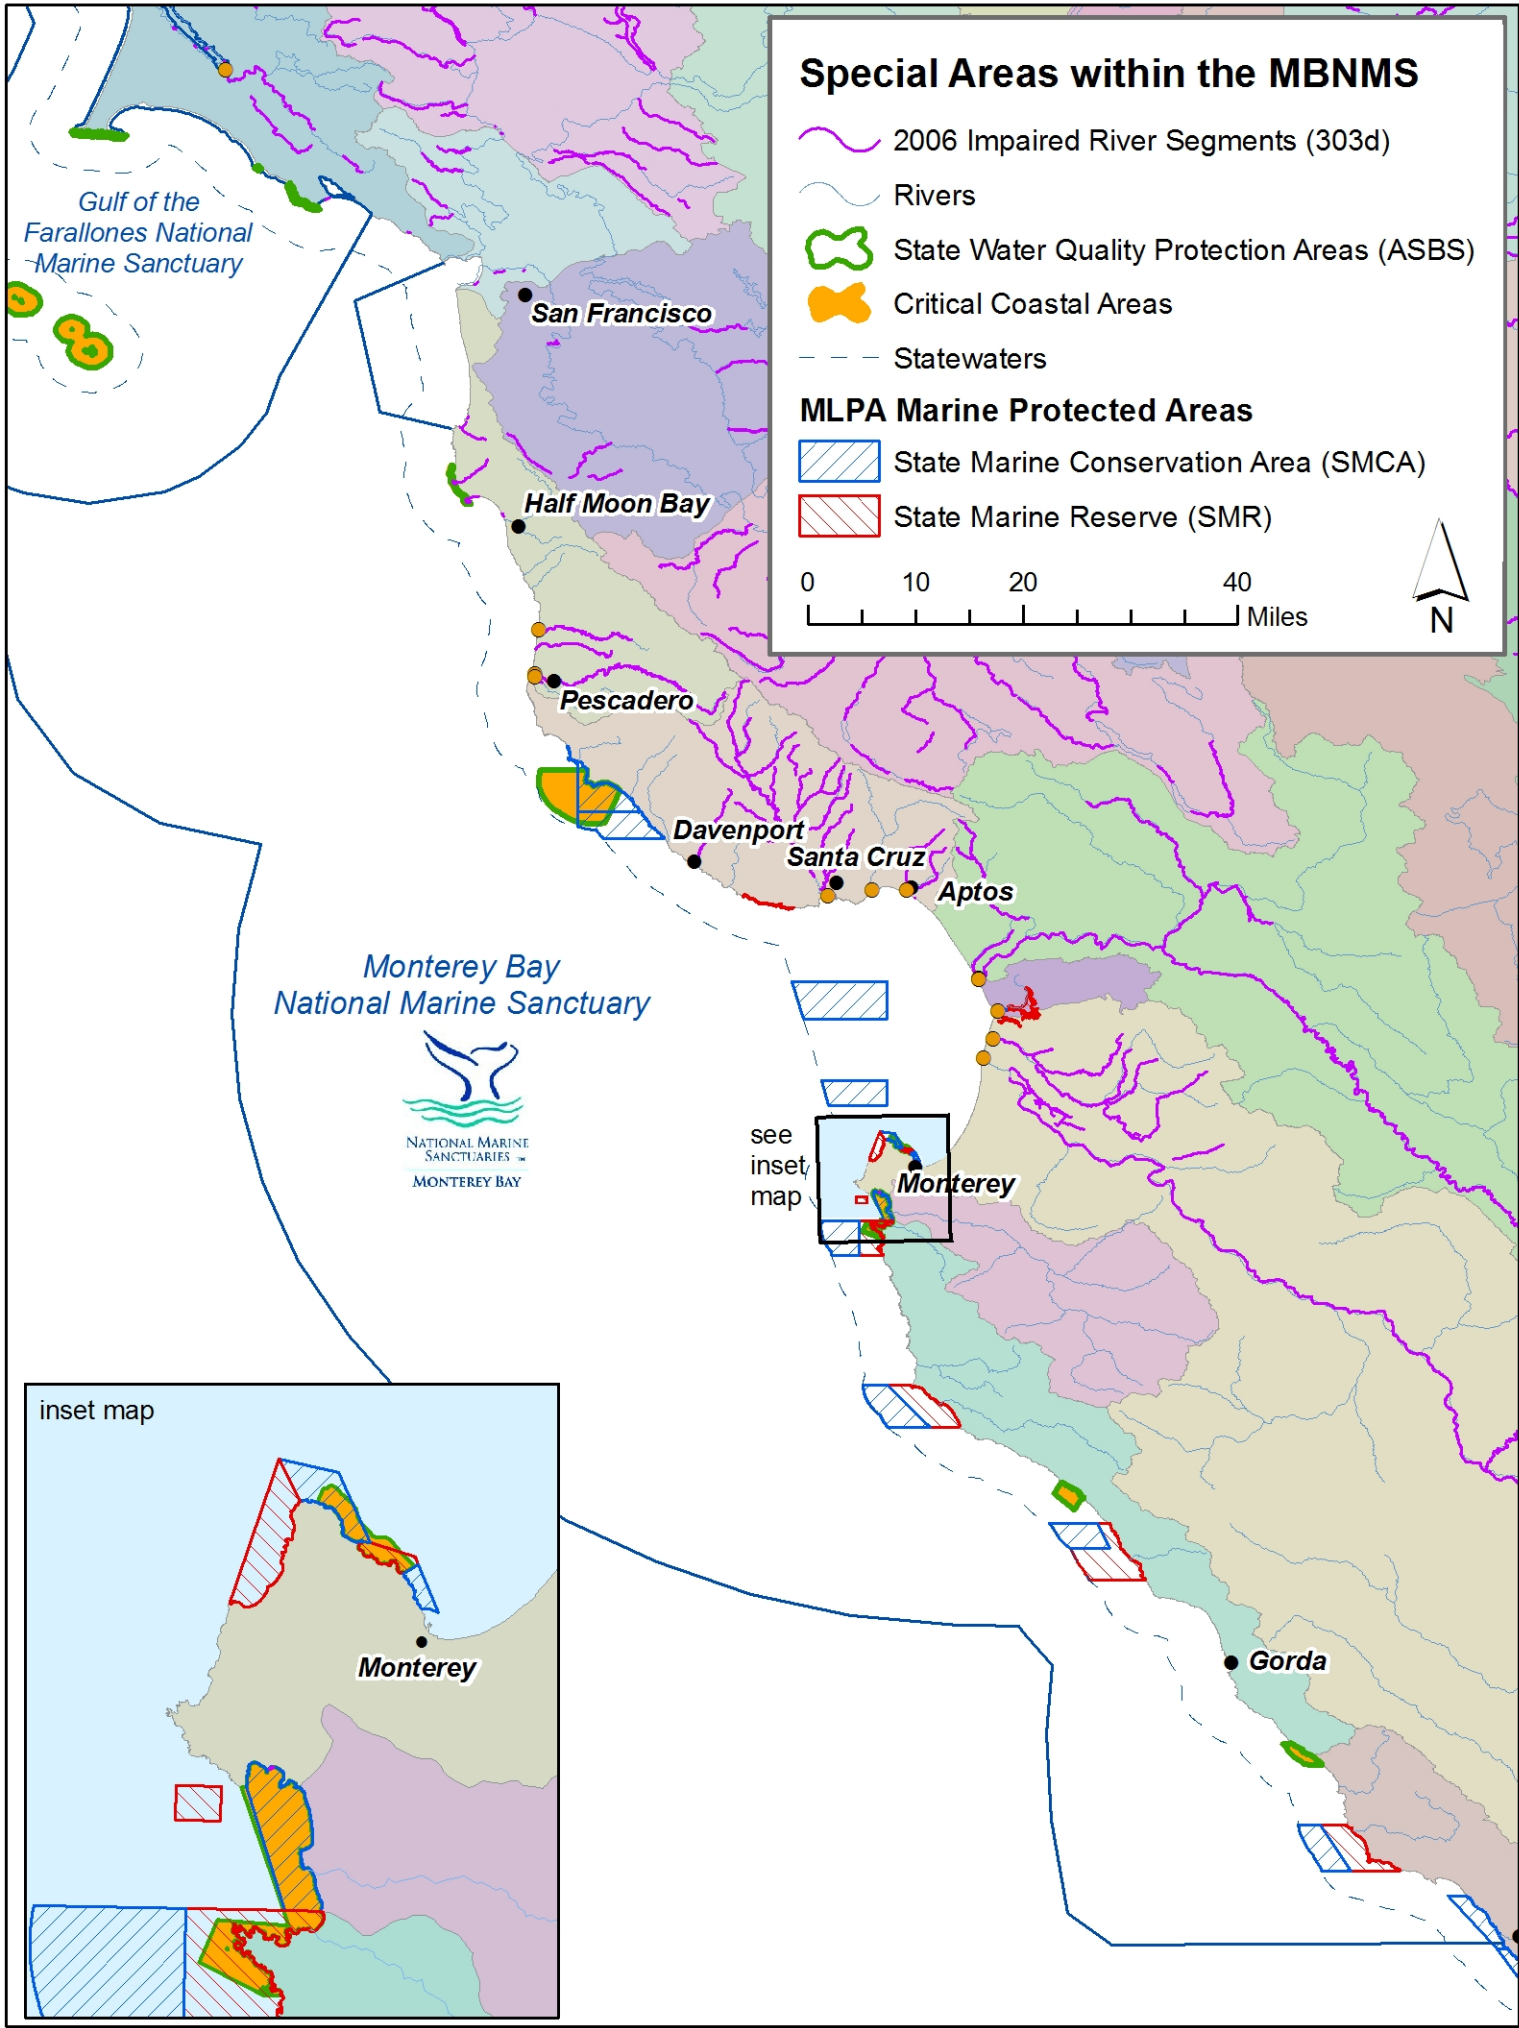 Special Areas within the MBNMS
2006 Impaired River Segments (303d)
Rivers
State Water Quality Protection Areas (ASBS)
Critical Coastal Areas
Statewaters
MLPA Marine Protected Areas
State Marine Conservation Area (SMCA)
State Marine Reserve (SMR)
0 10 20 40
Miles
N
Gulf of the
Farallones National
Marine Sanctuary
San Francisco
Half Moon Bay
Pescadero
Davenport
Santa Cruz
Aptos
Monterey Bay
National Marine Sanctuary
NATIONAL MARINE
SANCTUARIES
MONTEREY BAY
see
inset
map
Monterey
inset map
Monterey
Gorda